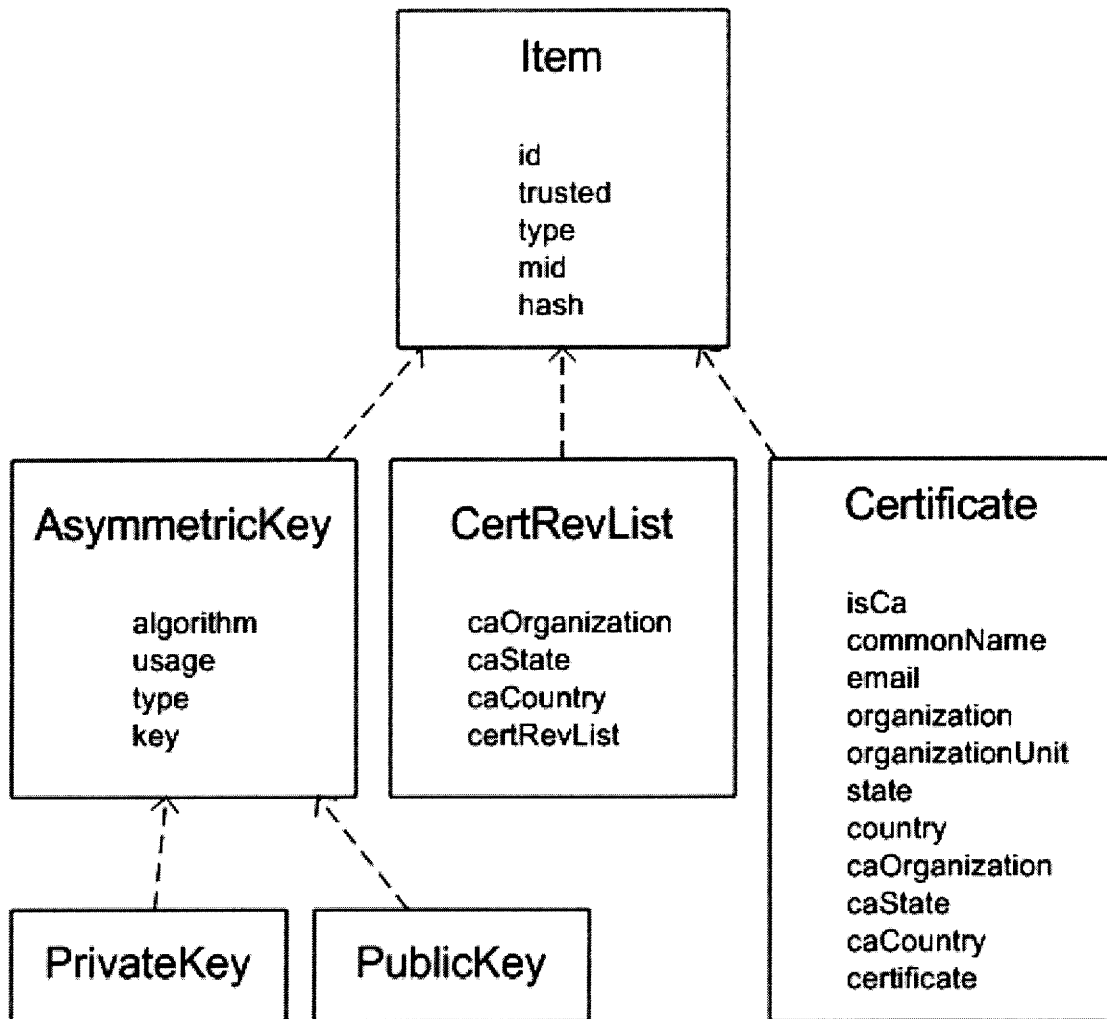 Item
id
trusted
type
mid
hash
AsymmetricKey
algorithm
usage
type
key
CertRevList
caOrganization
caState
caCountry
certRevList
Certificate
isCa
commonName
email
organization
organizationUnit
state
country
caOrganization
caState
caCountry
certificate
PrivateKey
PublicKey